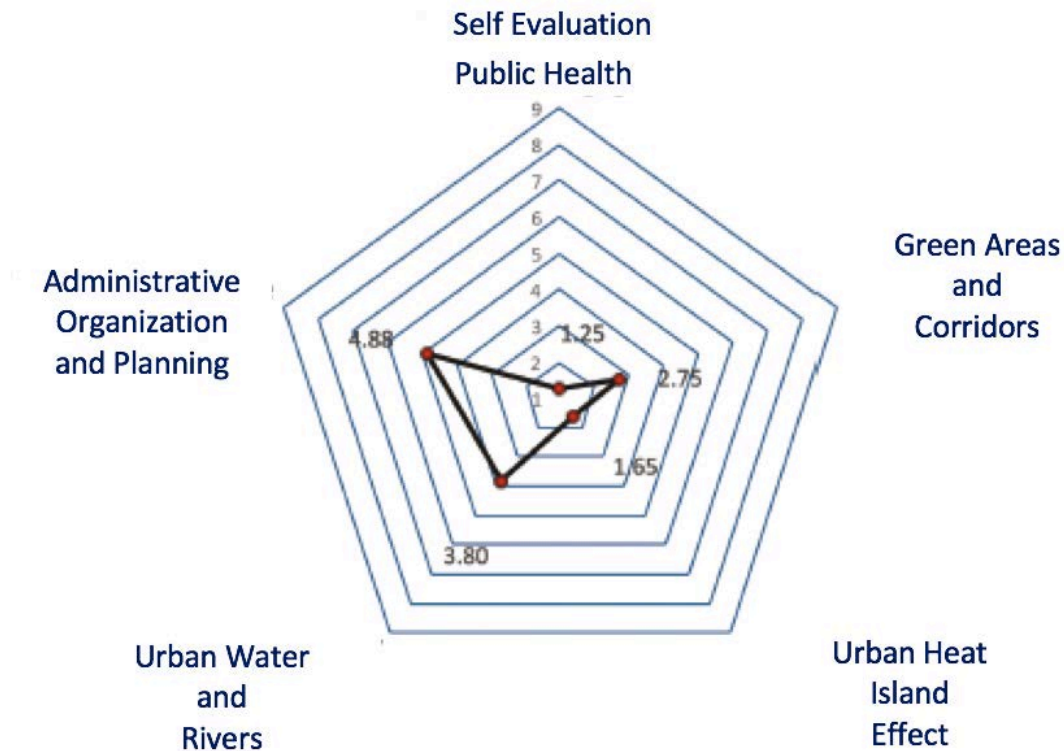 Self Evaluation
Public Health
9
8
7
6
5
4
3
2
1
1.25
2.75
1.65
3.80
4.88
Green Areas
and
Corridors
Urban Heat
Island
Effect
Urban Water
and
Rivers
Administrative
Organization
and Planning